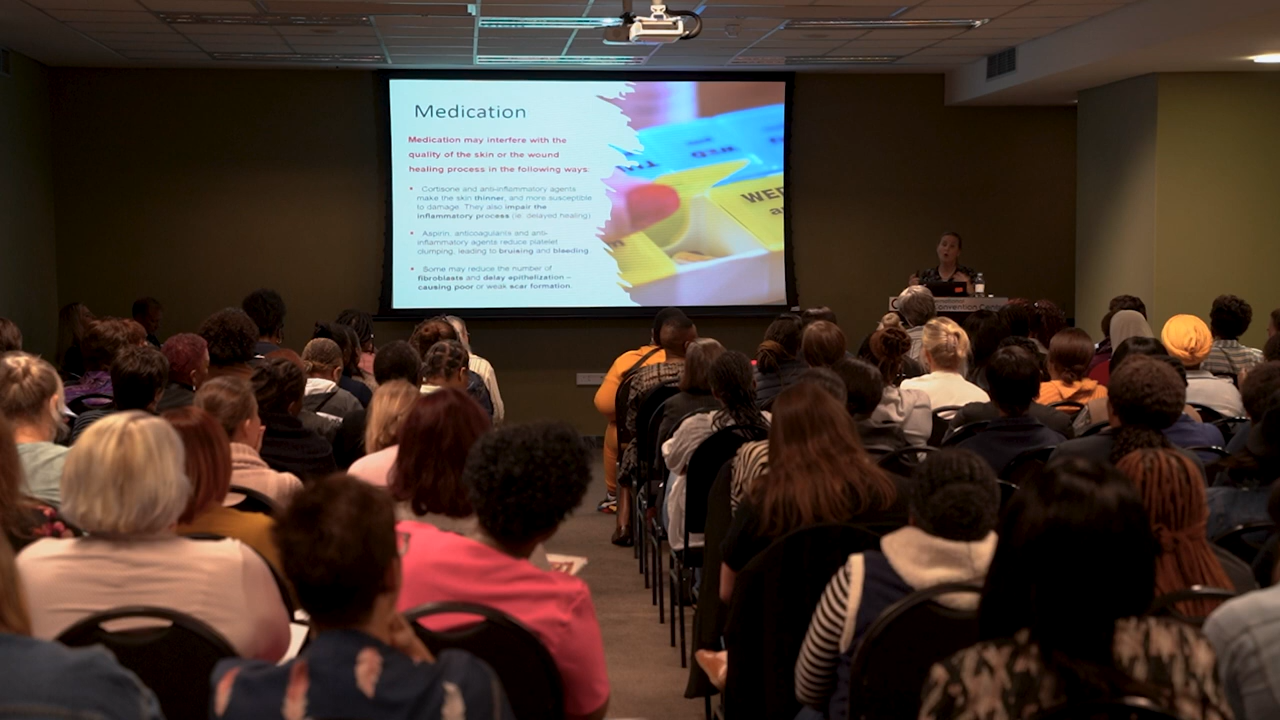 Medication
Medication may interfere with the
quality of the skin or the wound
healing process in the following ways:
• Cortisone and anti-inflammatory agents
make the skin thinner, and more susceptible
to damage. They also impair the
inflammatory process (ie. delayed healing)
• Aspirin, anticoagulants and anti-
inflammatory agents reduce platelet
clumping, leading to bruising and bleeding.
• Some may reduce the number of
fibroblasts and delay epithelization –
causing poor or weak scar formation.
WED
WED
Convention